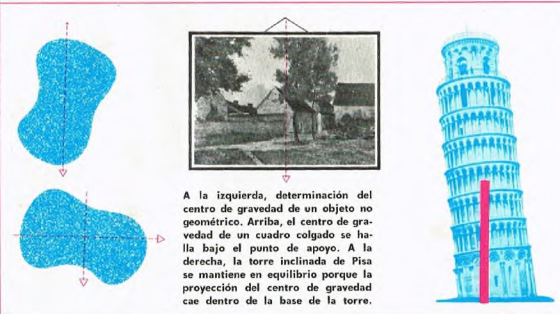 A la izquierda, determinación del
centro de gravedad de un objeto no
geométrico. Arriba, el centro de gra-
vedad de un cuadro colgado se ha-
lla bajo el punto de apoyo. A la
derecha, la torre inclinada de Pisa
se mantiene en equilibrio porque la
proyección del centro de gravedad
cae dentro de la base de la torre.